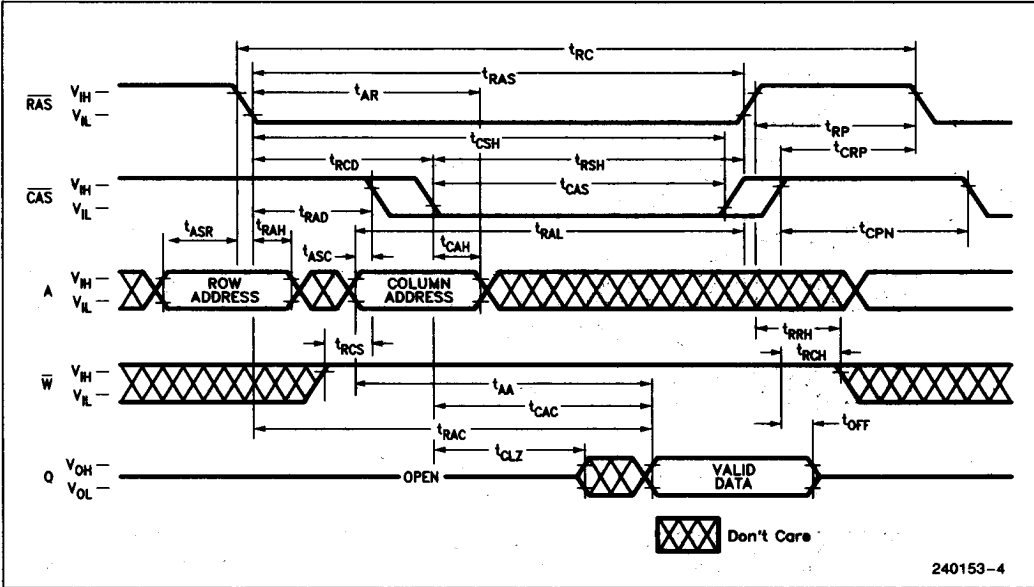 tRC
tRAS
tAR
RAS VIH
VIL
tRP
tCSH
tCRP
tRCD tRSH
CAS VIH
VIL
tCAS
tRAD
tASR tRAH tRAL tCPN
tASC tCAH
A VIH
VIL
ROW
ADDRESS
COLUMN
ADDRESS
tRRH
tRCS tRCH
W VIH
VIL
tAA
tCAC
tRAC tOFF
tCLZ
Q VOH
VOL
OPEN
VALID
DATA
Don't Care
240153-4